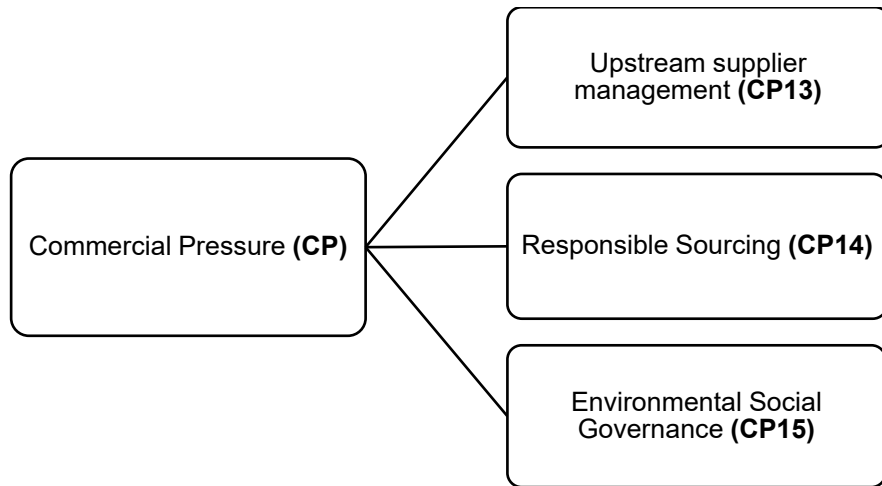 Upstream supplier
management (CP13)
Commercial Pressure (CP)
Responsible Sourcing (CP14)
Environmental Social
Governance (CP15)